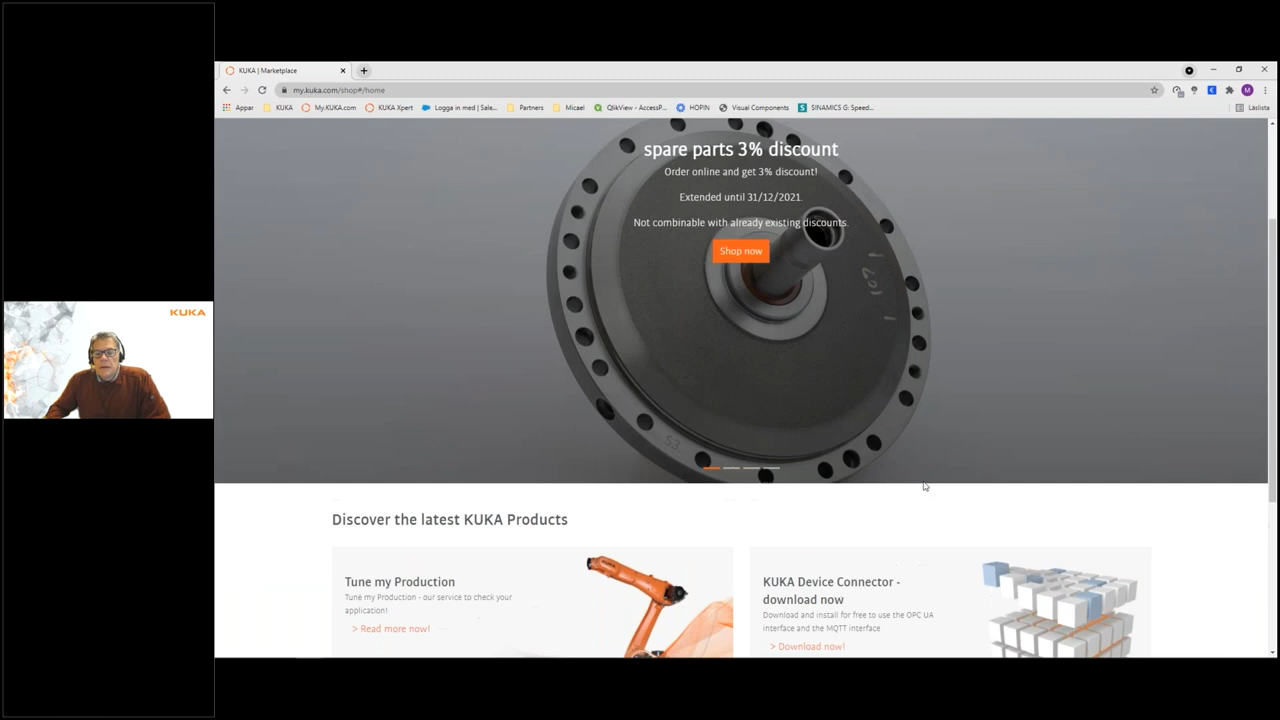 KUKA | Marketplace
my.kuka.com/shop#/home
Appar
KUKA
My.KUKA.com
KUKA Xpert
Logga in med | Sale...
Partners
Micael
QlikView - AccessP...
HOPIN
Visual Components
SINAMICS G: Speed...
Läslista
KUKA
spare parts 3% discount
Order online and get 3% discount!
Extended until 31/12/2021.
Not combinable with already existing discounts.
Shop now
Discover the latest KUKA Products
Tune my Production
Tune my Production - our service to check your
application!
> Read more now!
KUKA Device Connector -
download now
Download and install for free to use the OPC UA
interface and the MQTT interface
> Download now!